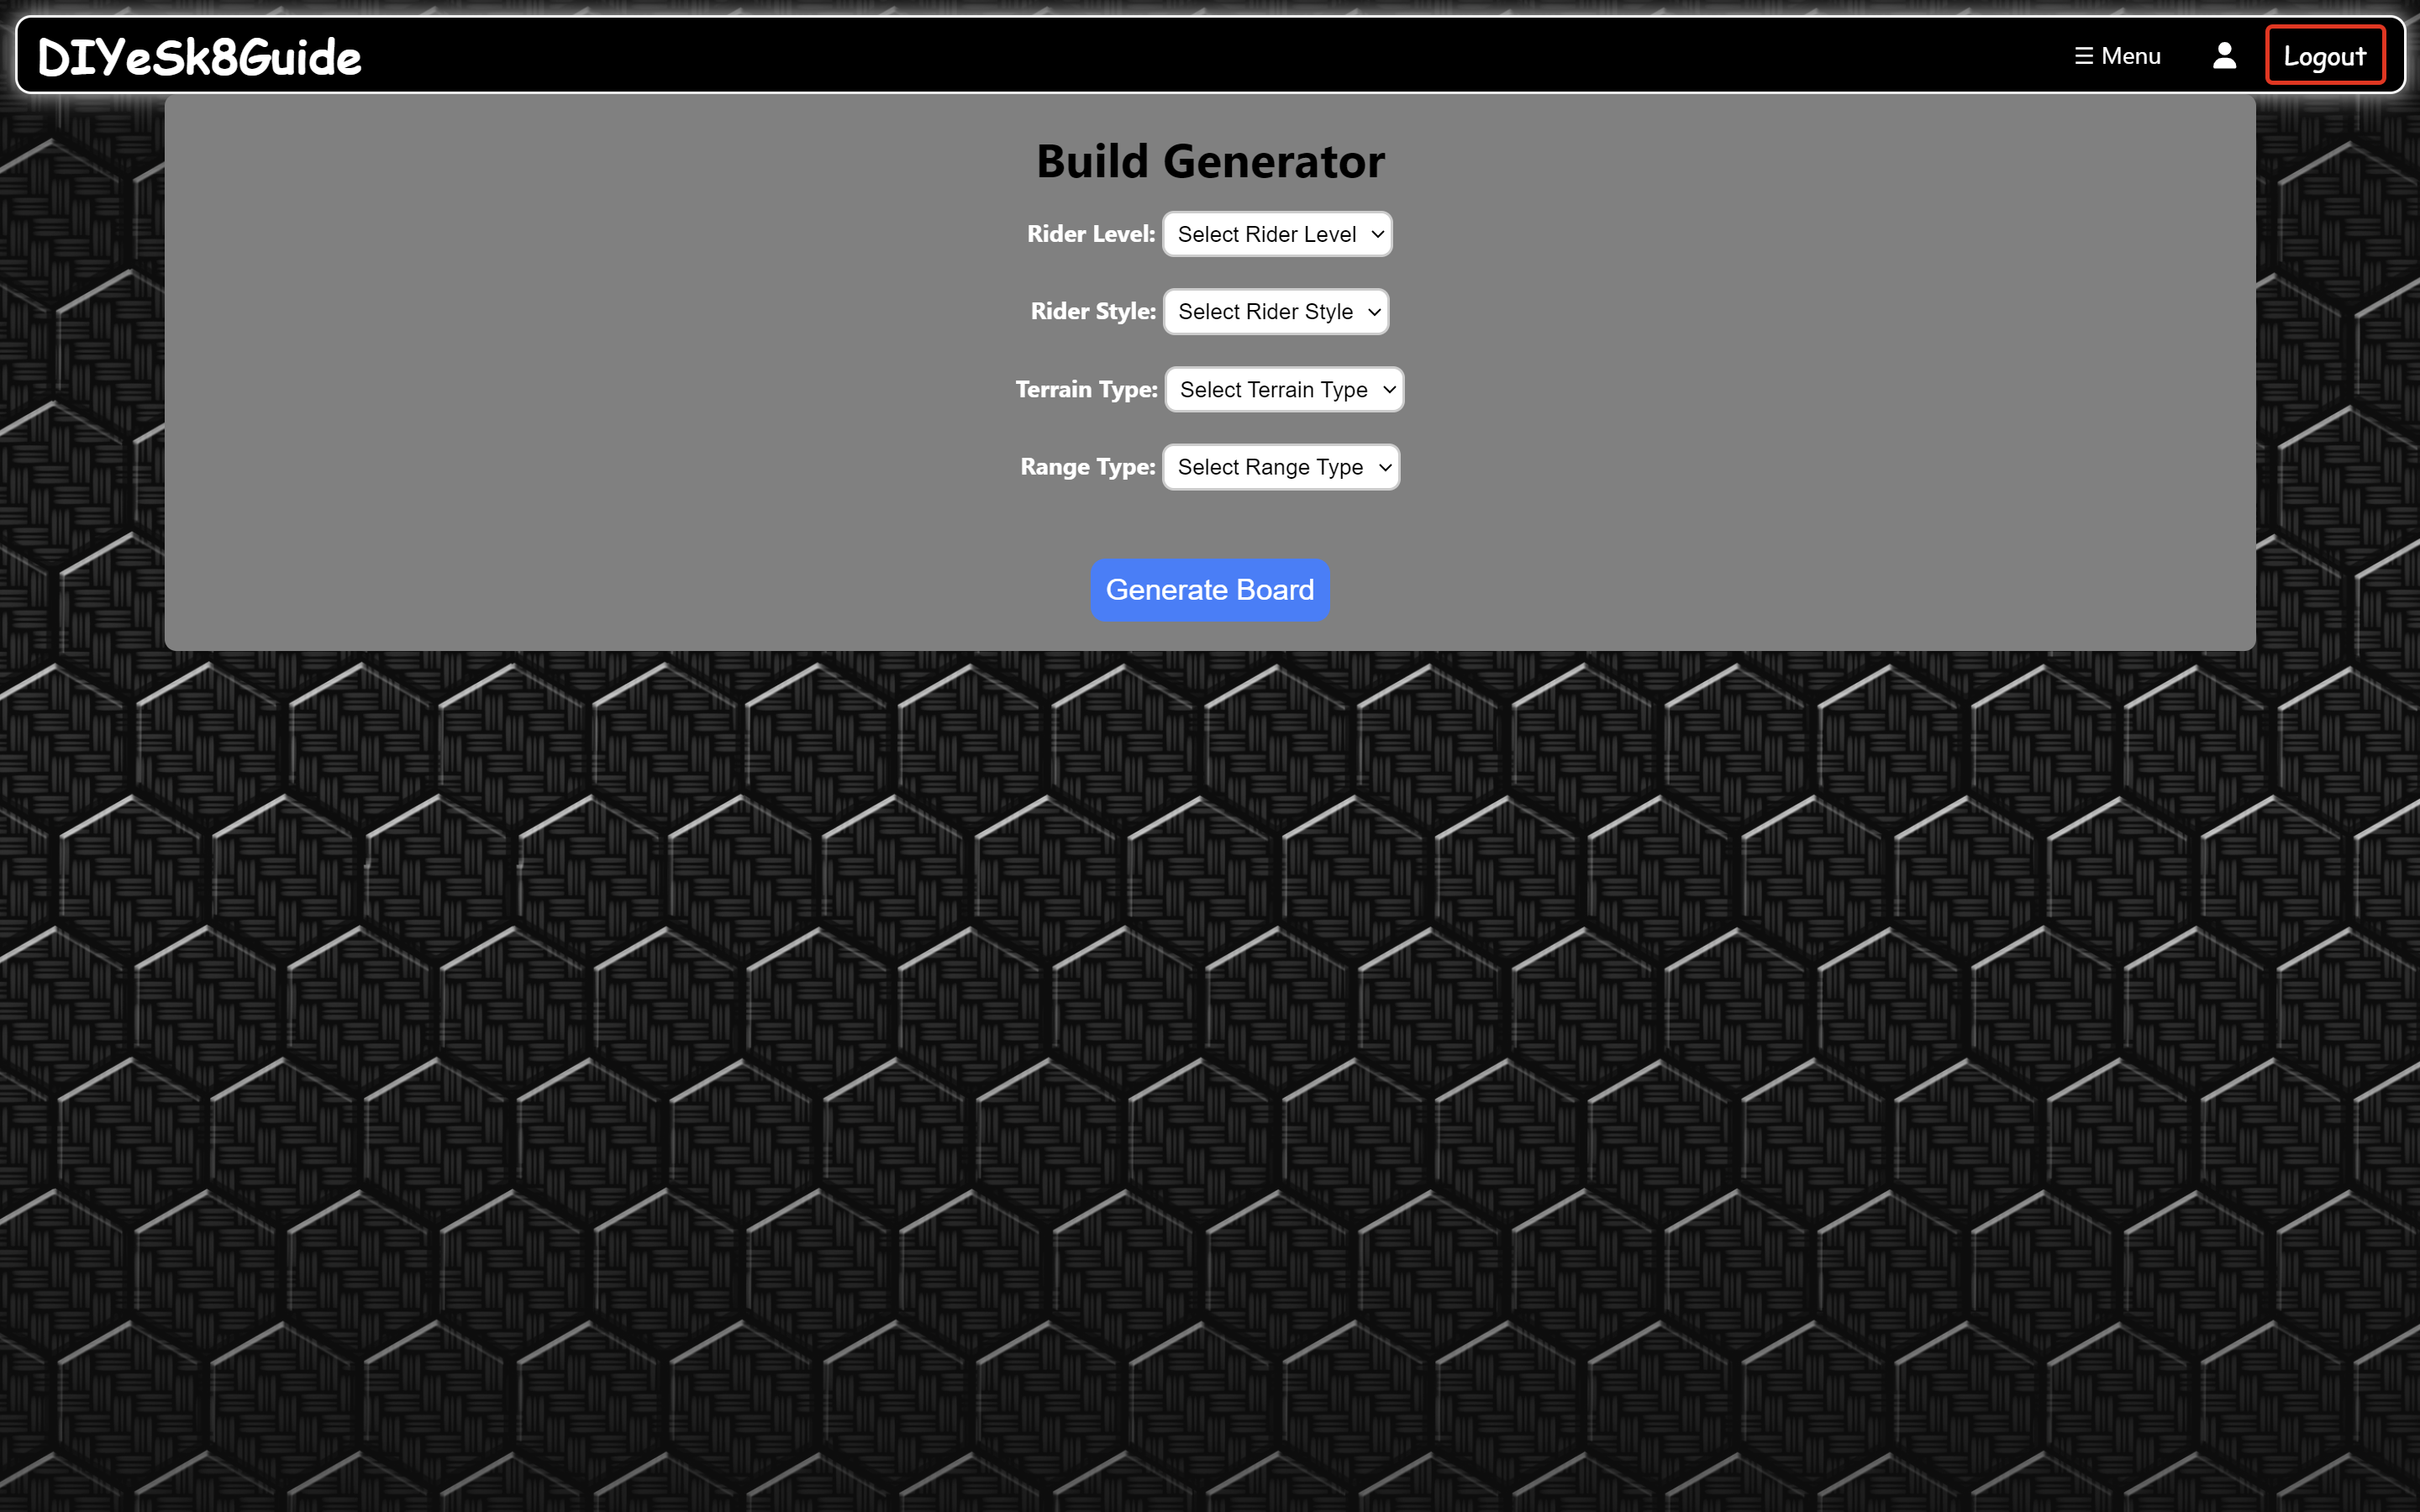 DIYeSk8Guide
☰ Menu
Logout
Build Generator
Rider Level: Select Rider Level
Rider Style: Select Rider Style
Terrain Type: Select Terrain Type
Range Type: Select Range Type
Generate Board